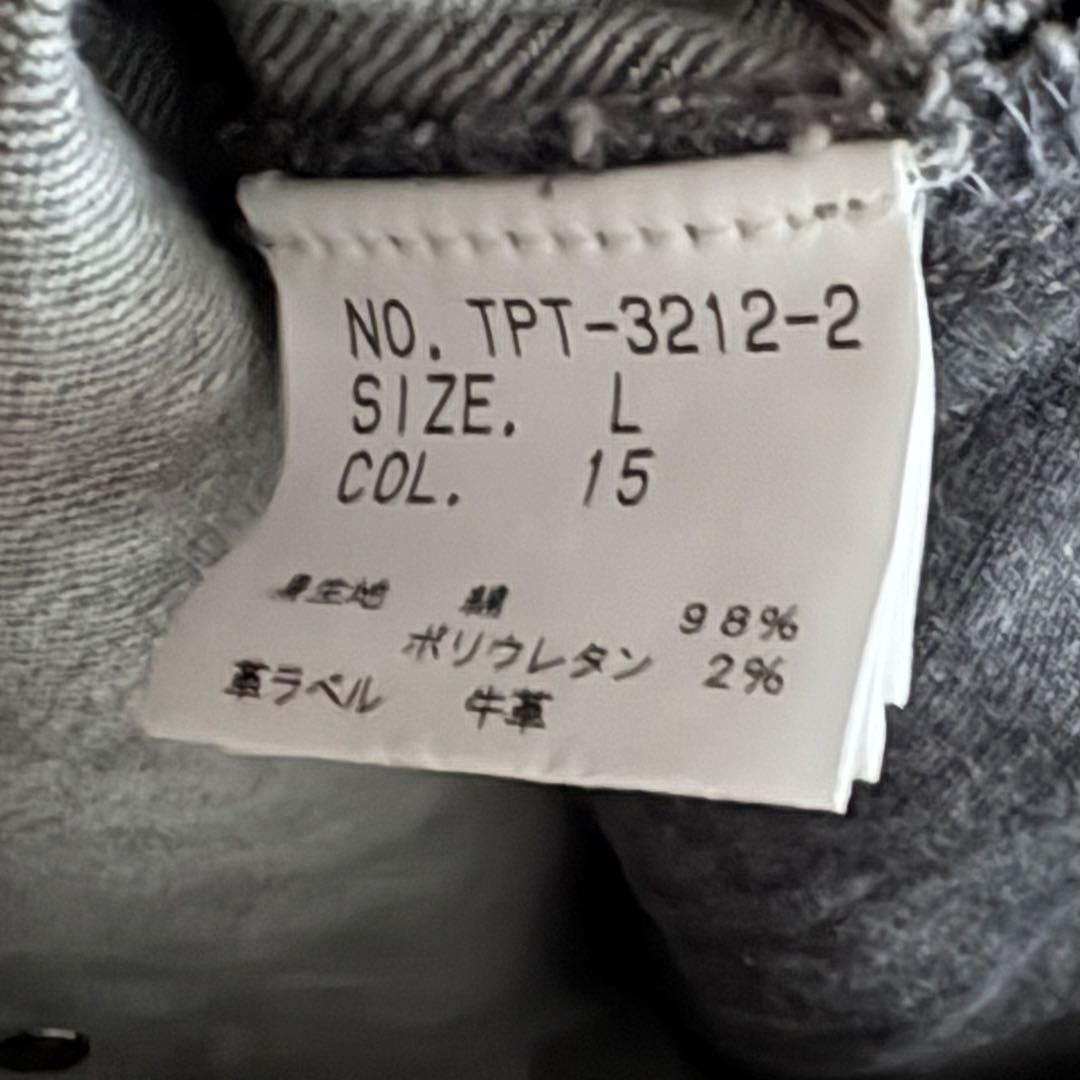 NO. TPT-3212-2
SIZE. L
COL. 15
身生地 綿 98%
ポリウレタン 2%
革ラベル 牛革